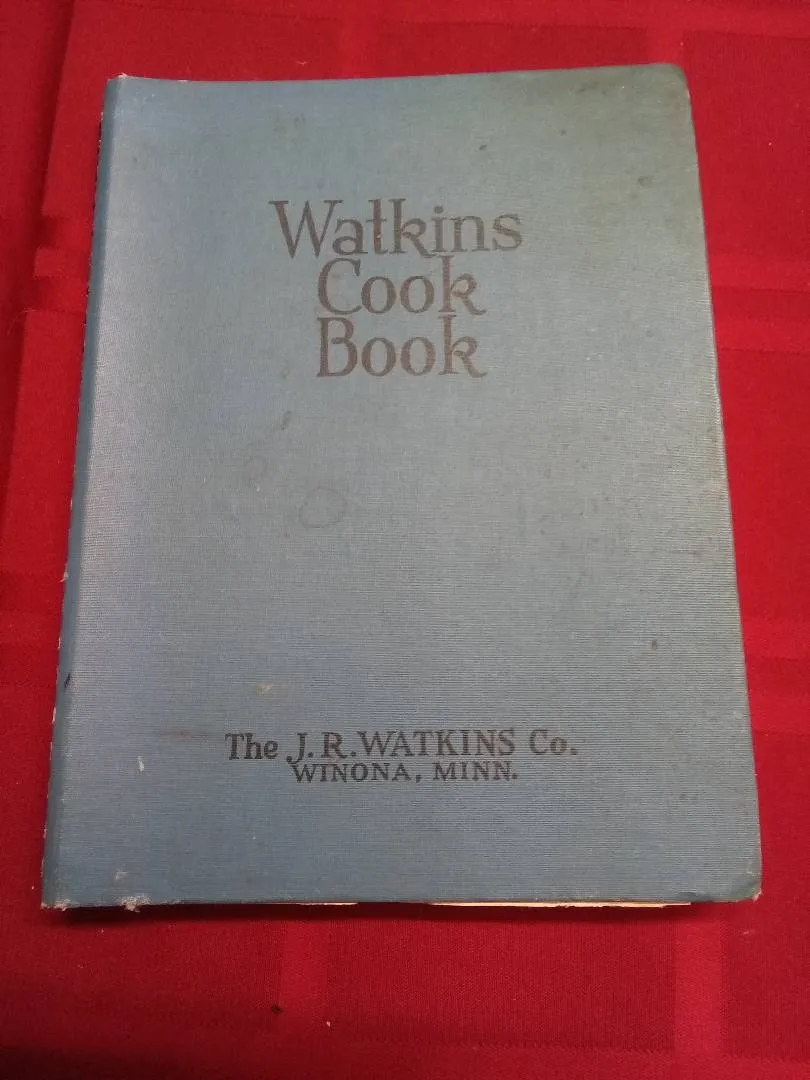 Watkins
Cook
Book
The J.R.WATKINS Co.
WINONA, MINN.